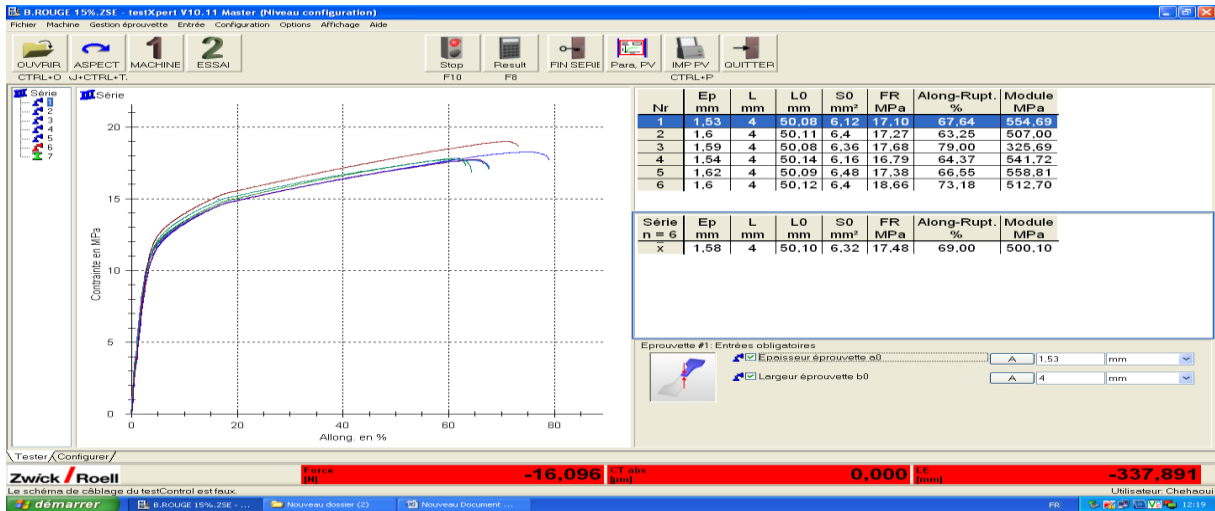 B.ROUGE 15%.ZSE - testXpert V10.11 Master (Niveau configuration)
Fichier Machine Gestion éprouvette Entrée Configuration Options Affichage Aide
OUVRIR ASPECT MACHINE ESSAI Stop Result FIN SERIE Para, PV IMP PV QUITTER
CTRL+O J+CTRL+T. F10 F8 CTRL+P
Série
1
2
3
4
5
6
7
Série
20
15
10
5
0
Contrainte en MPa
0 20 40 60 80
Allong. en %
Nr Ep mm L mm L0 mm S0 mm² FR MPa Along-Rupt. % Module MPa
1 1,53 4 50,08 6,12 17,10 67,64 554,69
2 1,6 4 50,11 6,4 17,27 63,25 507,00
3 1,59 4 50,08 6,36 17,68 79,00 325,69
4 1,54 4 50,14 6,16 16,79 64,37 541,72
5 1,62 4 50,09 6,48 17,38 66,55 558,81
6 1,6 4 50,12 6,4 18,66 73,18 512,70
Série n = 6 Ep mm L mm L0 mm S0 mm² FR MPa Along-Rupt. % Module MPa
x̄ 1,58 4 50,10 6,32 17,48 69,00 500,10
Eprouvette #1: Entrées obligatoires
Epaisseur éprouvette a0 A 1,53 mm
Largeur éprouvette b0 A 4 mm
Tester Configurer
Zwick / Roell
Force [N] -16,096 CT abs [µm] 0,000 LE [mm] -337,891
Le schéma de câblage du testControl est faux. Utilisateur: Chehaoui
démarrer B.ROUGE 15%.ZSE - ... Nouveau dossier (2) Nouveau Document ... FR 12:19